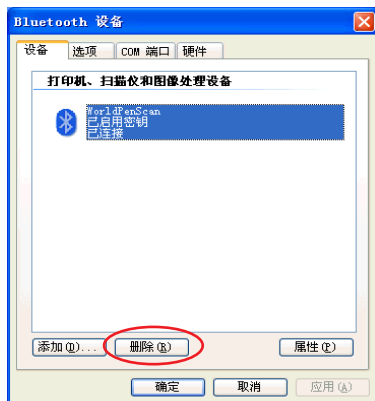 Bluetooth 设备
设备 选项 COM 端口 硬件
打印机、扫描仪和图像处理设备
WorldPenScan
已启用密钥
已连接
添加(D)... 删除(R) 属性(P)
确定 取消 应用(A)